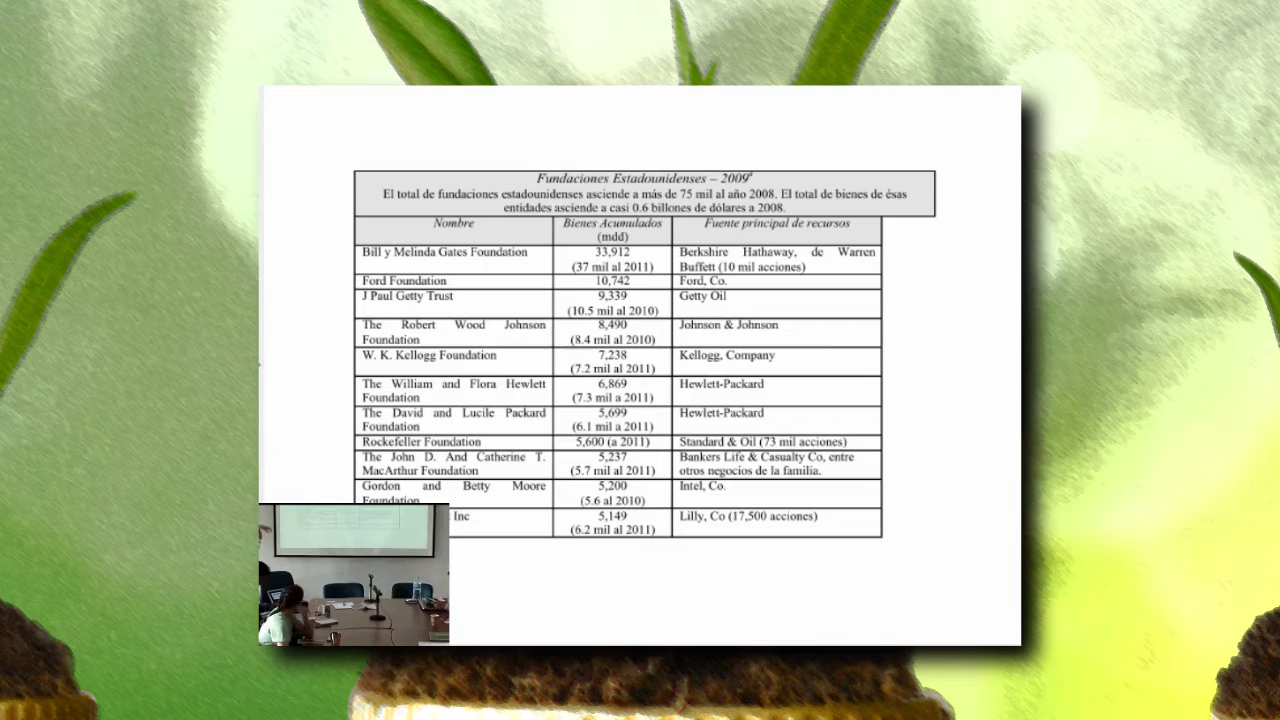 Fundaciones Estadounidenses – 2009ª
El total de fundaciones estadounidenses asciende a más de 75 mil al año 2008. El total de bienes de ésas
entidades asciende a casi 0.6 billones de dólares a 2008.
Nombre Bienes Acumulados (mdd) Fuente principal de recursos
Bill y Melinda Gates Foundation 33,912 Berkshire Hathaway, de Warren
(37 mil al 2011) Buffett (10 mil acciones)
Ford Foundation 10,742 Ford, Co.
J Paul Getty Trust 9,339 Getty Oil
(10.5 mil al 2010)
The Robert Wood Johnson 8,490 Johnson & Johnson
Foundation (8.4 mil al 2010)
W. K. Kellogg Foundation 7,238 Kellogg, Company
(7.2 mil al 2011)
The William and Flora Hewlett 6,869 Hewlett-Packard
Foundation (7.3 mil a 2011)
The David and Lucile Packard 5,699 Hewlett-Packard
Foundation (6.1 mil a 2011)
Rockefeller Foundation 5,600 (a 2011) Standard & Oil (73 mil acciones)
The John D. And Catherine T. 5,237 Bankers Life & Casualty Co, entre
MacArthur Foundation (5.7 mil al 2011) otros negocios de la familia.
Gordon and Betty Moore 5,200 Intel, Co.
Foundation (5.6 al 2010)
Inc 5,149 Lilly, Co (17,500 acciones)
(6.2 mil al 2011)